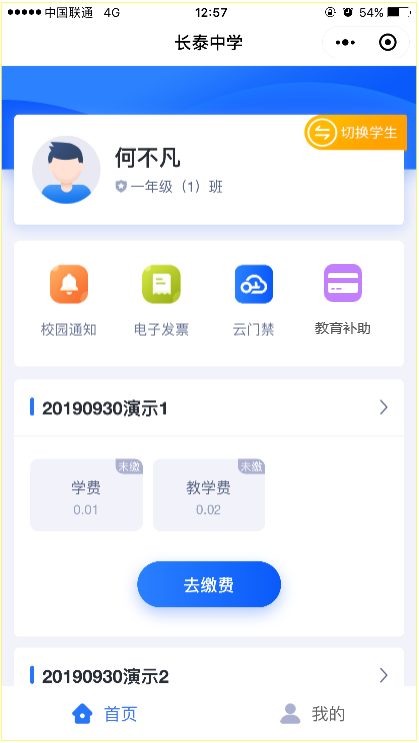 中国联通 4G 12:57 54%
长泰中学
切换学生
何不凡
一年级（1）班
校园通知 电子发票 云门禁 教育补助
20190930演示1
未缴 未缴
学费 教学费
0.01 0.02
去缴费
20190930演示2
首页 我的